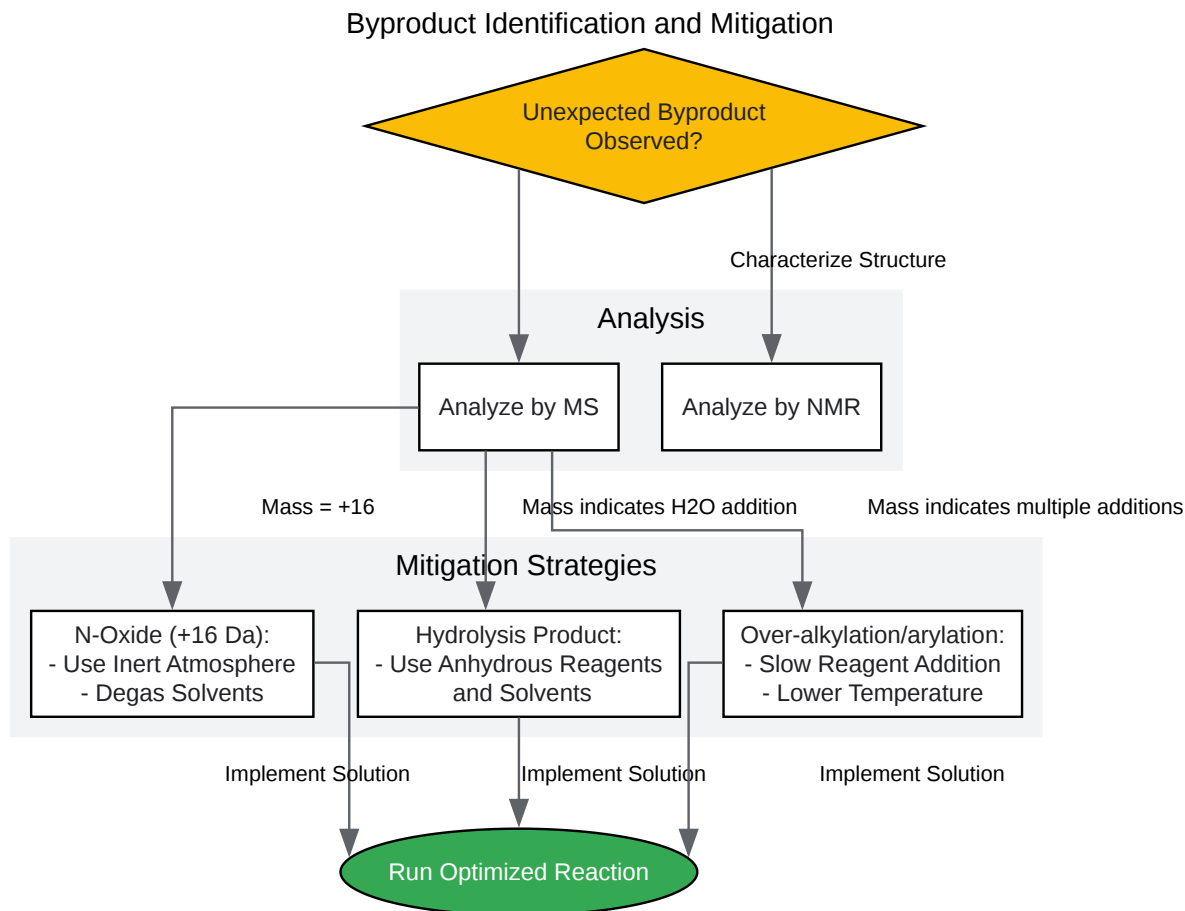 Byproduct Identification and Mitigation
Unexpected Byproduct
Observed?
Characterize Structure
Analysis
Analyze by MS
Analyze by NMR
Mass = +16
Mass indicates H2O addition
Mass indicates multiple additions
Mitigation Strategies
N-Oxide (+16 Da):
- Use Inert Atmosphere
- Degas Solvents
Hydrolysis Product:
- Use Anhydrous Reagents
and Solvents
Over-alkylation/arylation:
- Slow Reagent Addition
- Lower Temperature
Implement Solution
Implement Solution
Implement Solution
Run Optimized Reaction